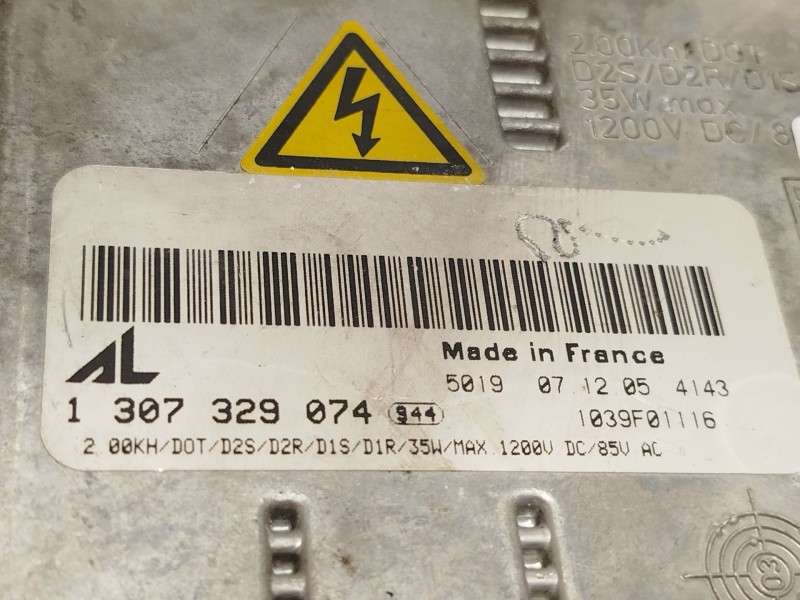 2.00KH/DOT
D2S/D2R/D1S
35W max.
1200V DC/ 8
Made in France
AL
5019 07 12 05 4143
1 307 329 074 944
1039F01116
2.00KH/DOT/D2S/D2R/D1S/D1R/35W/MAX.1200V DC/85V AC
03